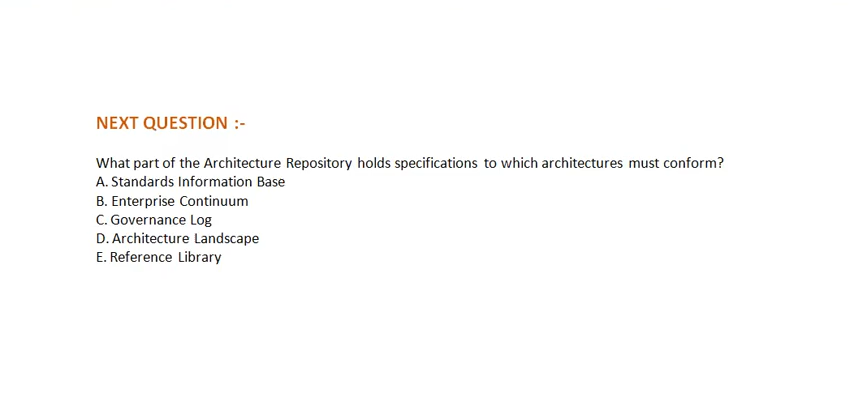 NEXT QUESTION :-
What part of the Architecture Repository holds specifications to which architectures must conform?
A. Standards Information Base
B. Enterprise Continuum
C. Governance Log
D. Architecture Landscape
E. Reference Library